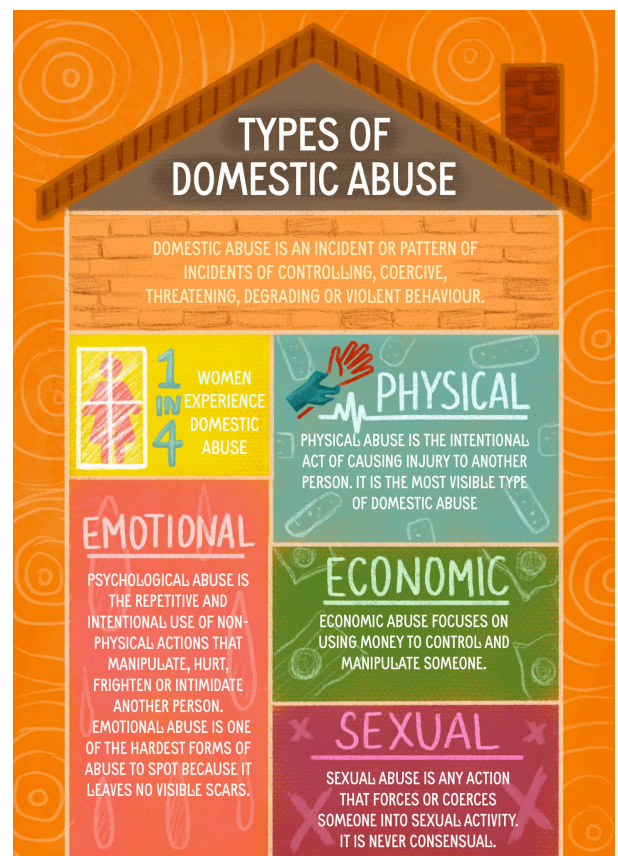 TYPES OF
DOMESTIC ABUSE
DOMESTIC ABUSE IS AN INCIDENT OR PATTERN OF
INCIDENTS OF CONTROLLING, COERCIVE,
THREATENING, DEGRADING OR VIOLENT BEHAVIOUR.
1
IN
4
WOMEN
EXPERIENCE
DOMESTIC
ABUSE
PHYSICAL
PHYSICAL ABUSE IS THE INTENTIONAL
ACT OF CAUSING INJURY TO ANOTHER
PERSON. IT IS THE MOST VISIBLE TYPE
OF DOMESTIC ABUSE
EMOTIONAL
PSYCHOLOGICAL ABUSE IS
THE REPETITIVE AND
INTENTIONAL USE OF NON-
PHYSICAL ACTIONS THAT
MANIPULATE, HURT,
FRIGHTEN OR INTIMIDATE
ANOTHER PERSON.
EMOTIONAL ABUSE IS ONE
OF THE HARDEST FORMS OF
ABUSE TO SPOT BECAUSE IT
LEAVES NO VISIBLE SCARS.
ECONOMIC
ECONOMIC ABUSE FOCUSES ON
USING MONEY TO CONTROL AND
MANIPULATE SOMEONE.
SEXUAL
SEXUAL ABUSE IS ANY ACTION
THAT FORCES OR COERCES
SOMEONE INTO SEXUAL ACTIVITY.
IT IS NEVER CONSENSUAL.